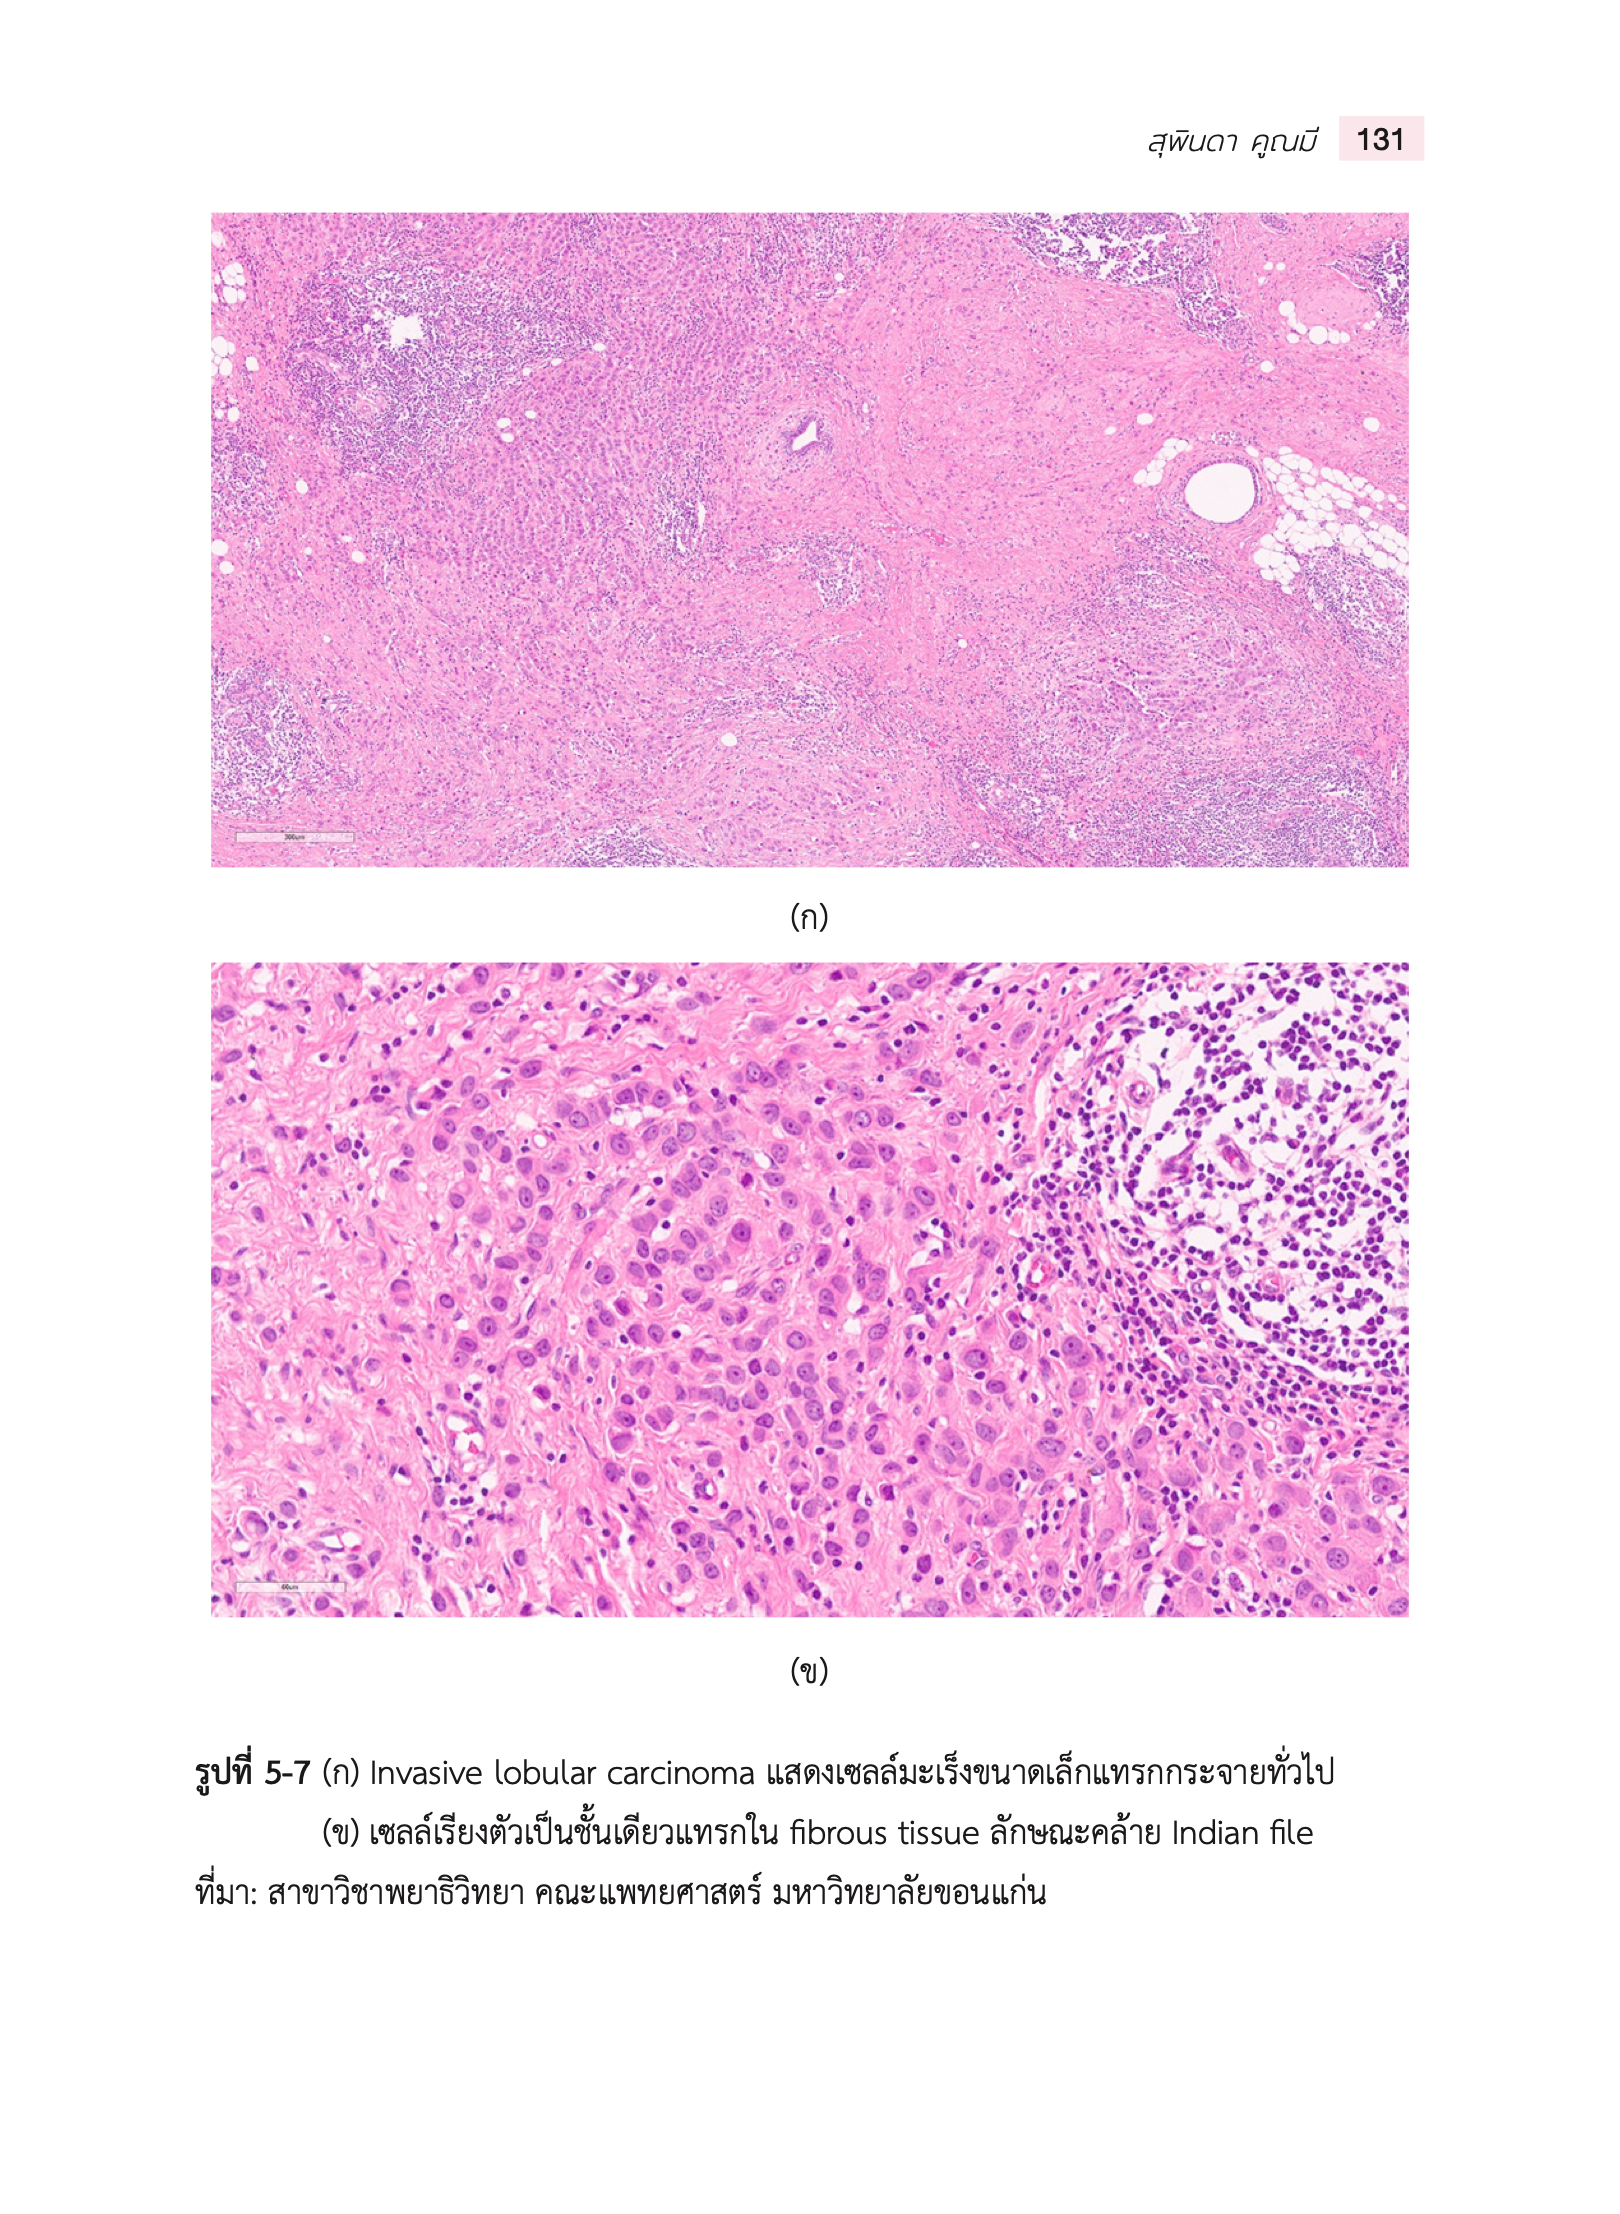 สุพินดา คูณมี 131
300um
(ก)
60um
(ข)
รูปที่ 5-7 (ก) Invasive lobular carcinoma แสดงเซลล์มะเร็งขนาดเล็กแทรกกระจายทั่วไป
(ข) เซลล์เรียงตัวเป็นชั้นเดียวแทรกใน fibrous tissue ลักษณะคล้าย Indian file
ที่มา: สาขาวิชาพยาธิวิทยา คณะแพทยศาสตร์ มหาวิทยาลัยขอนแก่น